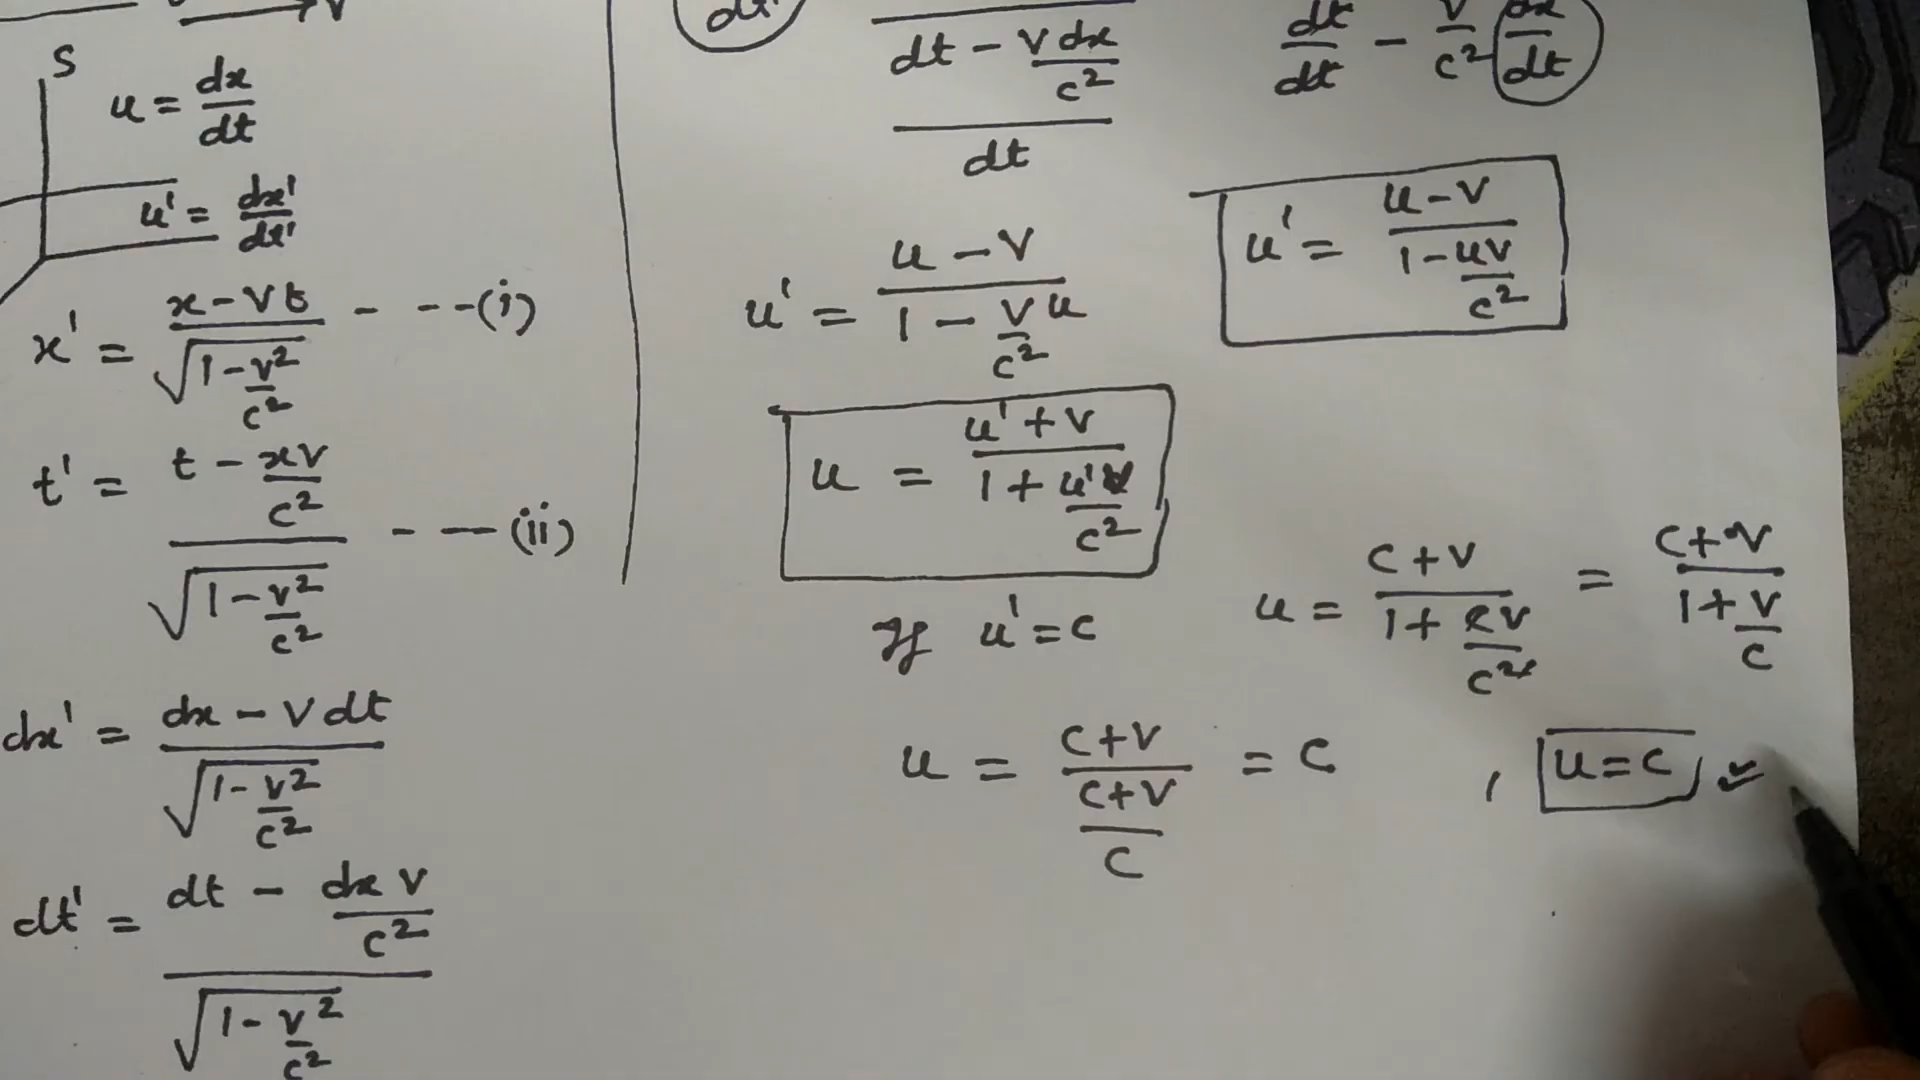 S
u = dx/dt
u' = dx'/dt'
x' = (x - Vt)/√(1 - v²/c²) - - - (i)
t' = (t - xV/c²)/√(1 - v²/c²) - — (ii)
dx' = (dx - V dt)/√(1 - v²/c²)
dt' = (dt - dx V/c²)/√(1 - v²/c²)
dt - V dx/c²
dt
dt/dt - V/c² dx/dt
u' = (u - V)/(1 - V/c² u)
u' = (u - V)/(1 - uV/c²)
u = (u' + V)/(1 + u'V/c²)
If u' = c
u = (c + V)/(1 + cV/c²) = (c + V)/(1 + V/c)
u = (c + V)/((c + V)/c) = c , u = c